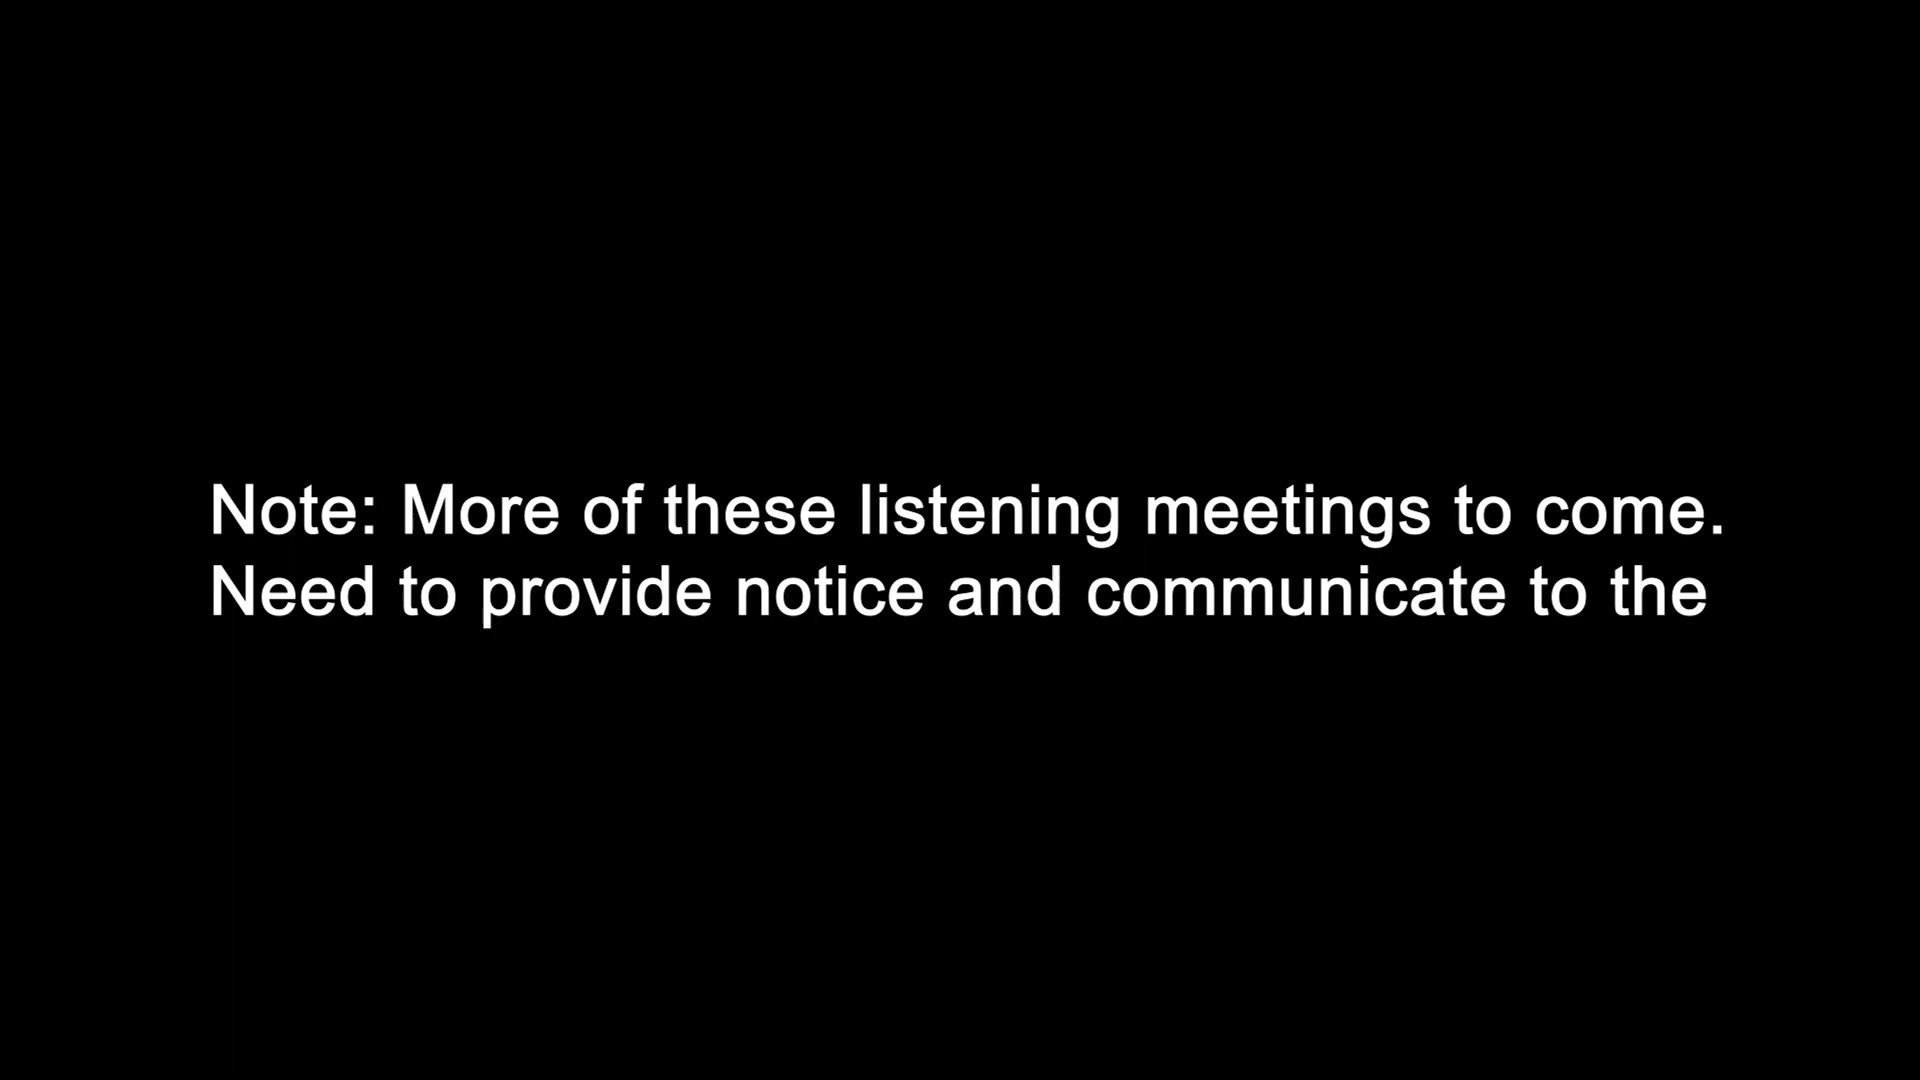 Note: More of these listening meetings to come.
Need to provide notice and communicate to the